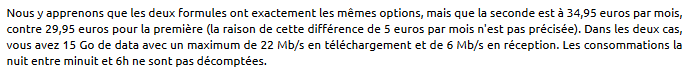 Nous y apprenons que les deux formules ont exactement les mêmes options, mais que la seconde est à 34,95 euros par mois,
contre 29,95 euros pour la première (la raison de cette différence de 5 euros par mois n'est pas précisée). Dans les deux cas,
vous avez 15 Go de data avec un maximum de 22 Mb/s en téléchargement et de 6 Mb/s en réception. Les consommations la
nuit entre minuit et 6h ne sont pas décomptées.